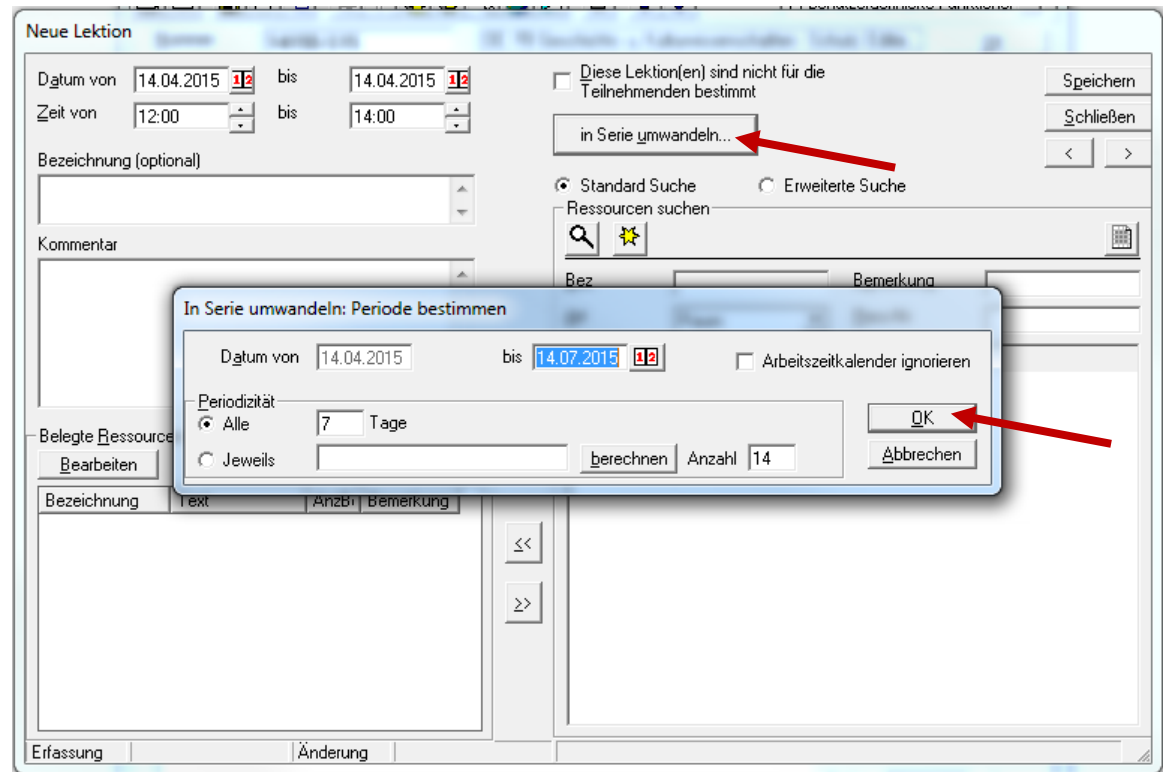 Neue Lektion
Datum von 14.04.2015 bis 14.04.2015
Zeit von 12:00 bis 14:00
Bezeichnung (optional)
Kommentar
Diese Lektion(en) sind nicht für die
Teilnehmenden bestimmt
in Serie umwandeln...
Speichern
Schließen
< >
Standard Suche Erweiterte Suche
Ressourcen suchen
Bez Bemerkung
In Serie umwandeln: Periode bestimmen
Datum von 14.04.2015 bis 14.07.2015 Arbeitszeitkalender ignorieren
Periodizität
Alle 7 Tage
Jeweils berechnen Anzahl 14
OK
Abbrechen
Belegte Ressource
Bearbeiten
Bezeichnung Text AnzB Bemerkung
<<
>>
Erfassung Änderung